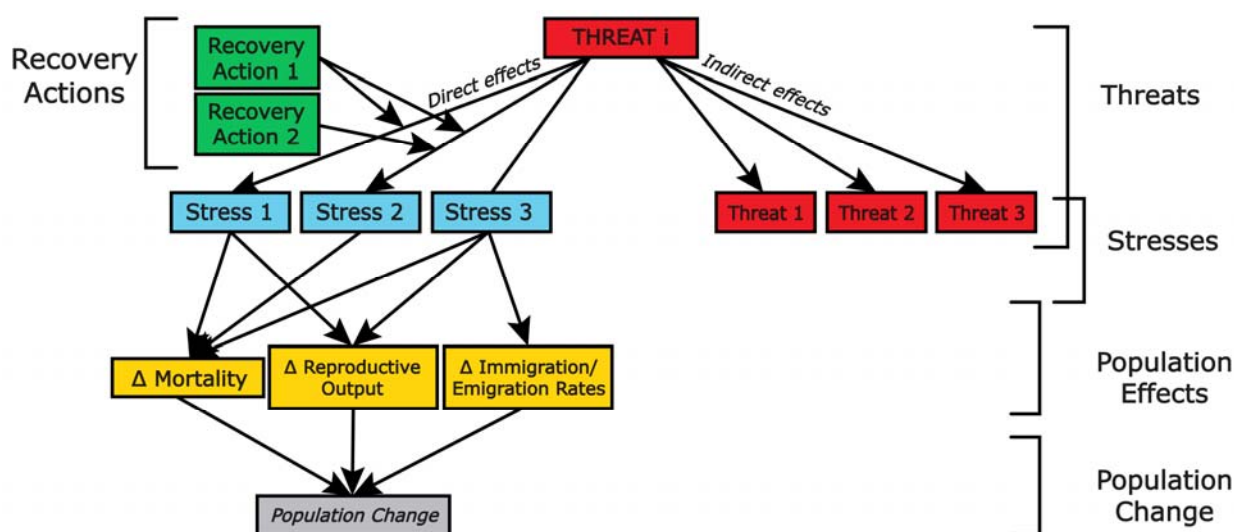 Recovery
Actions
Recovery
Action 1
Recovery
Action 2
THREAT i
Direct effects
Indirect effects
Threats
Stress 1
Stress 2
Stress 3
Threat 1
Threat 2
Threat 3
Stresses
Δ Mortality
Δ Reproductive
Output
Δ Immigration/
Emigration Rates
Population
Effects
Population Change
Population
Change